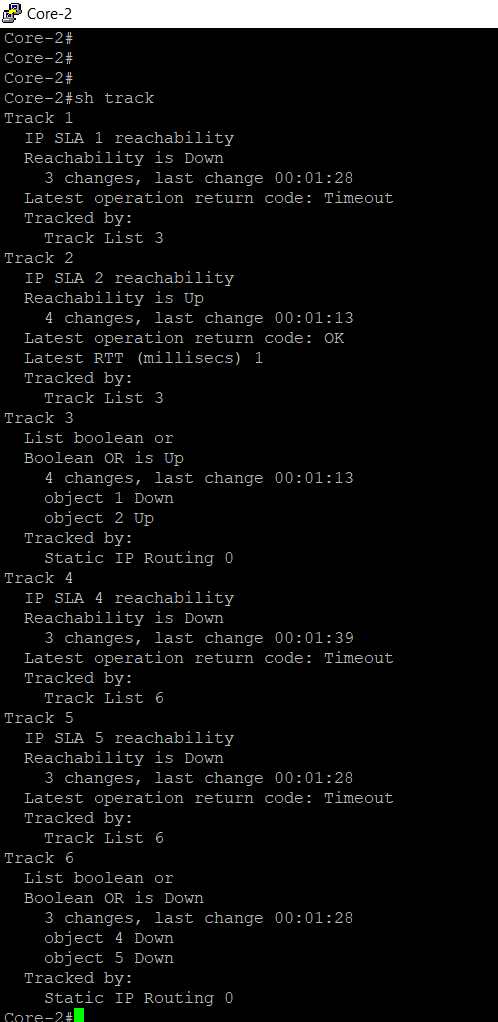 Core-2
Core-2#
Core-2#
Core-2#
Core-2#sh track
Track 1
  IP SLA 1 reachability
  Reachability is Down
    3 changes, last change 00:01:28
  Latest operation return code: Timeout
  Tracked by:
    Track List 3
Track 2
  IP SLA 2 reachability
  Reachability is Up
    4 changes, last change 00:01:13
  Latest operation return code: OK
  Latest RTT (millisecs) 1
  Tracked by:
    Track List 3
Track 3
  List boolean or
  Boolean OR is Up
    4 changes, last change 00:01:13
    object 1 Down
    object 2 Up
  Tracked by:
    Static IP Routing 0
Track 4
  IP SLA 4 reachability
  Reachability is Down
    3 changes, last change 00:01:39
  Latest operation return code: Timeout
  Tracked by:
    Track List 6
Track 5
  IP SLA 5 reachability
  Reachability is Down
    3 changes, last change 00:01:28
  Latest operation return code: Timeout
  Tracked by:
    Track List 6
Track 6
  List boolean or
  Boolean OR is Down
    3 changes, last change 00:01:28
    object 4 Down
    object 5 Down
  Tracked by:
    Static IP Routing 0
Core-2#